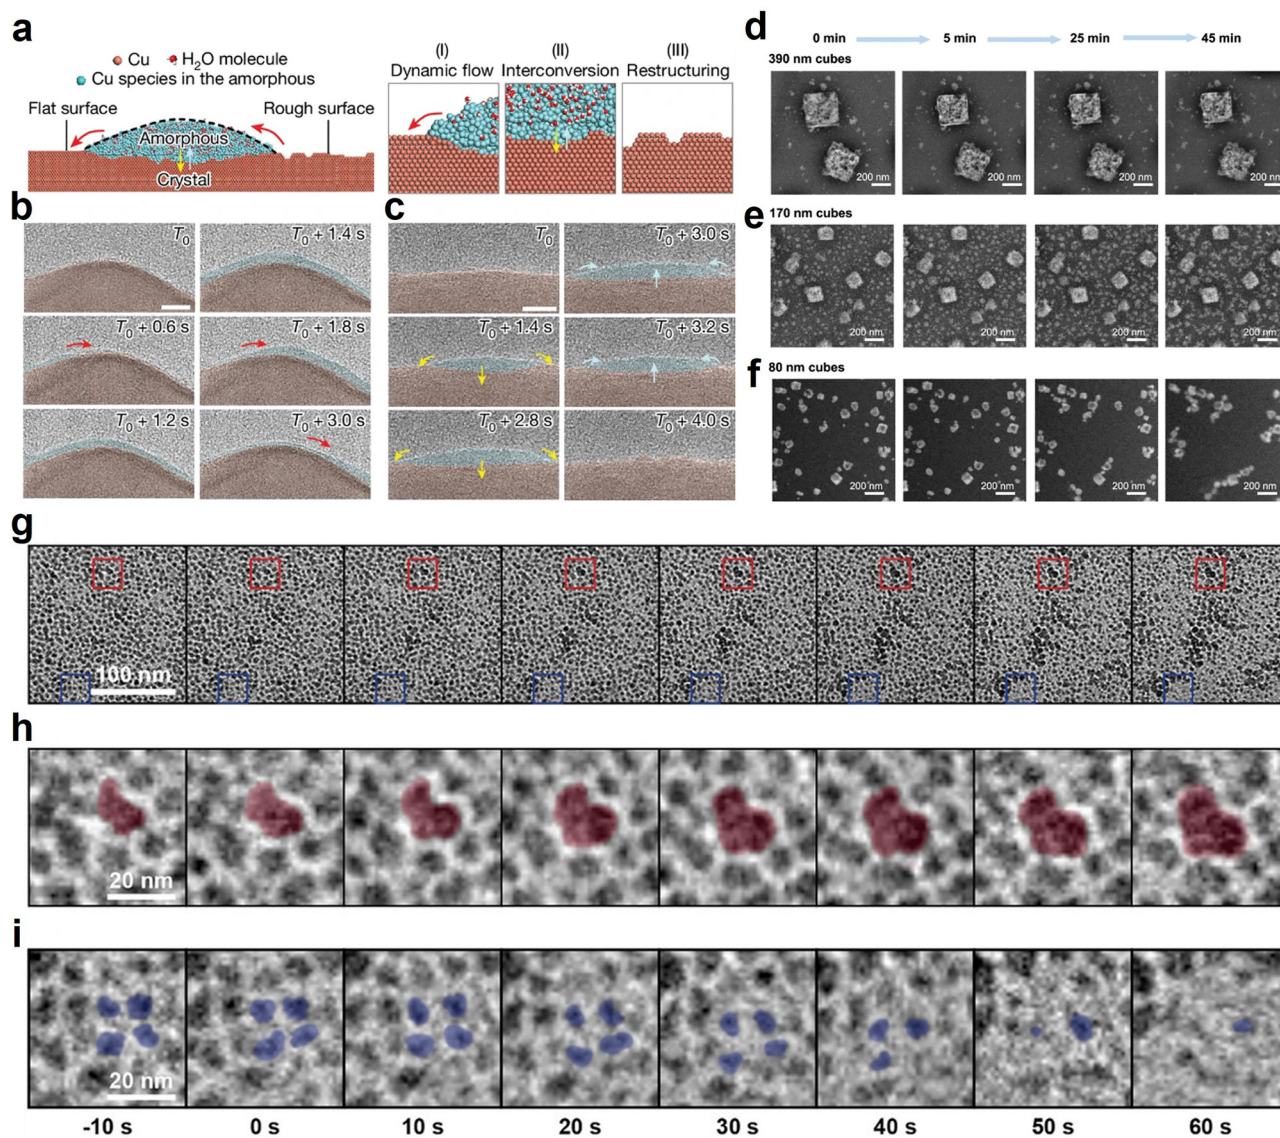 a
Cu H₂O molecule
Cu species in the amorphous
Flat surface Rough surface
Amorphous
Crystal
(I) (II) (III)
Dynamic flow Interconversion Restructuring
b
T₀ T₀ + 1.4 s
T₀ + 0.6 s T₀ + 1.8 s
T₀ + 1.2 s T₀ + 3.0 s
c
T₀ T₀ + 3.0 s
T₀ + 1.4 s T₀ + 3.2 s
T₀ + 2.8 s T₀ + 4.0 s
d
0 min 5 min 25 min 45 min
390 nm cubes
200 nm 200 nm 200 nm 200 nm
e
170 nm cubes
200 nm 200 nm 200 nm 200 nm
80 nm cubes
f
200 nm 200 nm 200 nm 200 nm
g
100 nm
h
20 nm
i
20 nm
-10 s 0 s 10 s 20 s 30 s 40 s 50 s 60 s